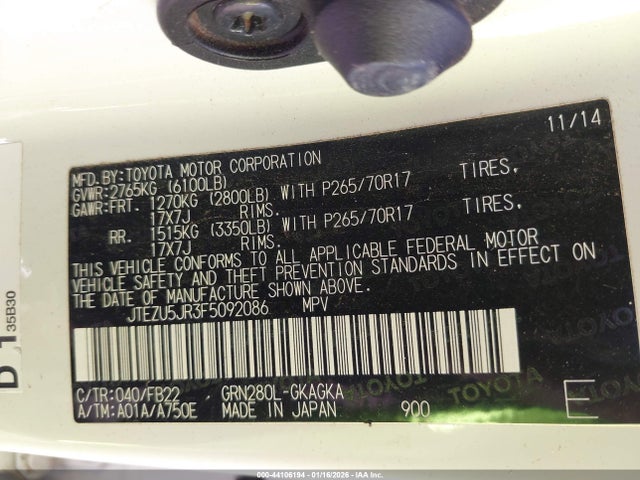 11/14
MFD.BY:TOYOTA MOTOR CORPORATION
GVWR:2765KG (6100LB)
GAWR:FRT. 1270KG (2800LB) WITH P265/70R17 TIRES,
17X7J RIMS.
RR. 1515KG (3350LB) WITH P265/70R17 TIRES,
17X7J RIMS.
THIS VEHICLE CONFORMS TO ALL APPLICABLE FEDERAL MOTOR
VEHICLE SAFETY AND THEFT PREVENTION STANDARDS IN EFFECT ON
THE DATE OF MANUFACTURE SHOWN ABOVE.
JTEZU5JR3F5092086 MPV
C/TR:040/FB22 GRN280L-GKAGKA
A/TM:A01A/A750E MADE IN JAPAN 900 E
TOYOTA
D1
35B30
000-44106194 - 01/16/2026 - IAA Inc.